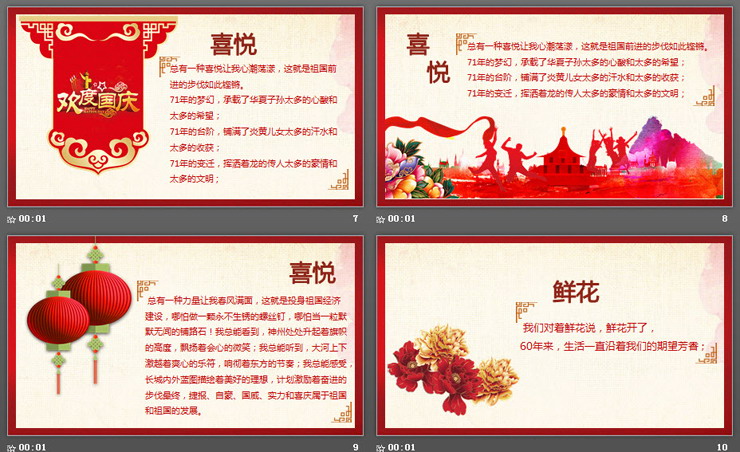 喜悦
总有一种喜悦让我心潮荡漾，这就是祖国
前进的步伐如此铿锵。
71年的梦幻，承载了华夏子孙太多的心酸和
太多的希望；
71年的台阶，铺满了炎黄儿女太多的汗水和
太多的收获；
71年的变迁，挥洒着龙的传人太多的豪情和
太多的文明；
欢度国庆
00:01
7
喜
悦
总有一种喜悦让我心潮荡漾，这就是祖国前进的步伐如此铿锵。
71年的梦幻，承载了华夏子孙太多的心酸和太多的希望；
71年的台阶，铺满了炎黄儿女太多的汗水和太多的收获；
71年的变迁，挥洒着龙的传人太多的豪情和太多的文明；
00:01
8
喜悦
总有一种力量让我春风满面，这就是投身祖国经济
建设，哪怕做一颗永不生锈的螺丝钉，哪怕当一粒默
默无闻的铺路石！我总能看到，神州处处升起着旗帜
的高度，飘扬着会心的微笑；我总能听到，大河上下
激越着爽心的乐符，响彻着东方的节奏；我总能感受，
长城内外蓝图描绘着美好的理想，计划激励着奋进的
步伐最终，捷报、自豪、国威、实力和喜庆属于祖国
和祖国的发展。
00:01
9
鲜花
我们对着鲜花说，鲜花开了，
60年来，生活一直沿着我们的期望芳香；
00:01
10